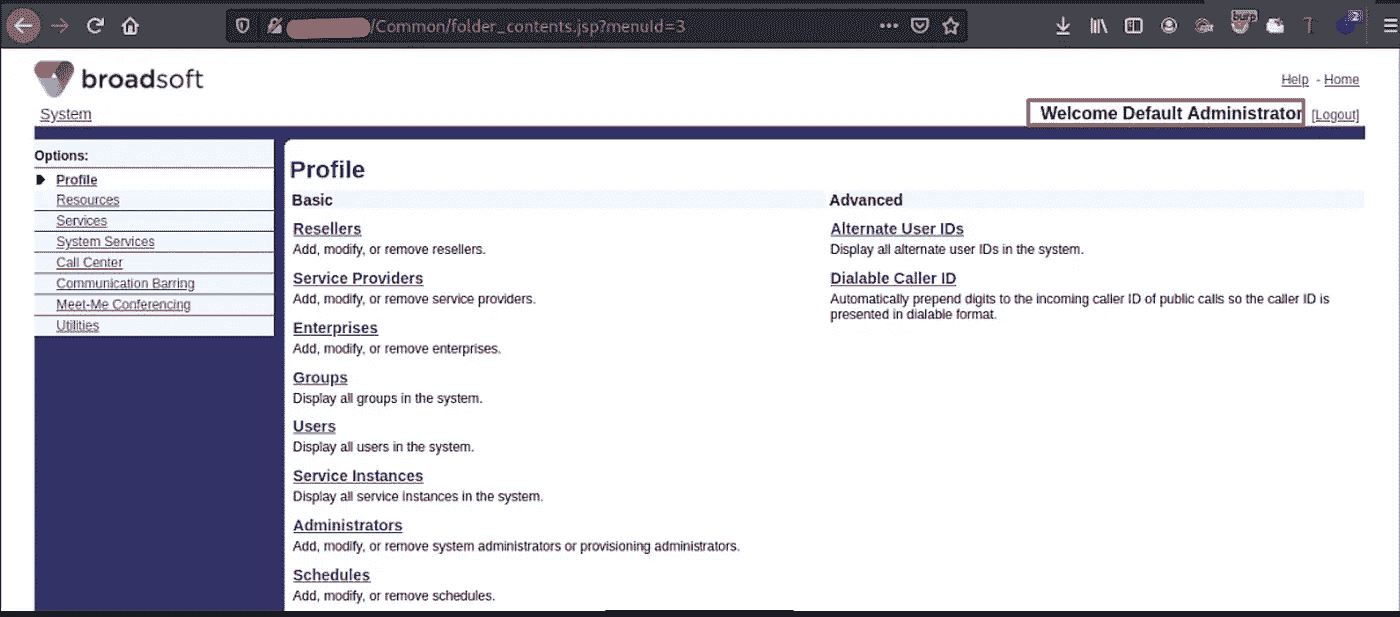 /Common/folder_contents.jsp?menuId=3
burp
2
broadsoft
Help - Home
System
Welcome Default Administrator [Logout]
Options:
Profile
Resources
Services
System Services
Call Center
Communication Barring
Meet-Me Conferencing
Utilities
Profile
Basic
Resellers
Add, modify, or remove resellers.
Service Providers
Add, modify, or remove service providers.
Enterprises
Add, modify, or remove enterprises.
Groups
Display all groups in the system.
Users
Display all users in the system.
Service Instances
Display all service instances in the system.
Administrators
Add, modify, or remove system administrators or provisioning administrators.
Schedules
Add, modify, or remove schedules.
Advanced
Alternate User IDs
Display all alternate user IDs in the system.
Dialable Caller ID
Automatically prepend digits to the incoming caller ID of public calls so the caller ID is
presented in dialable format.